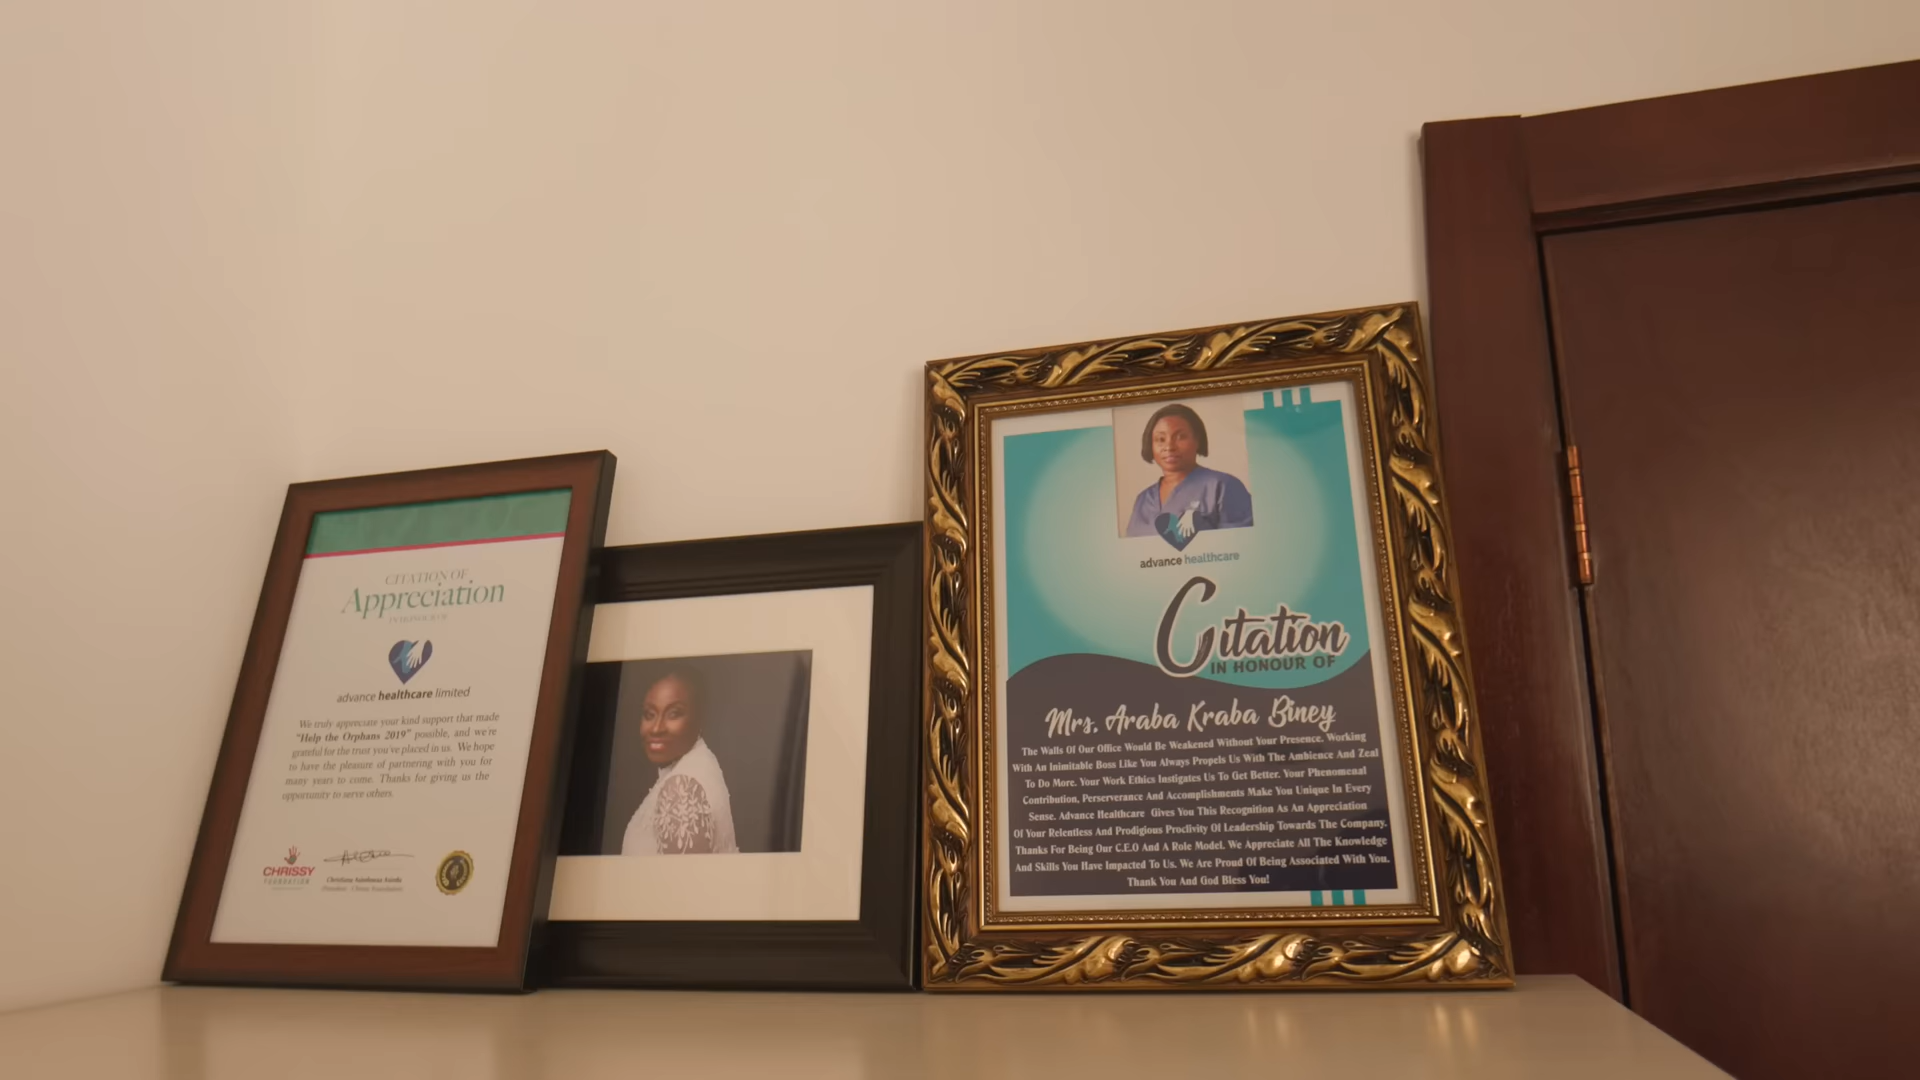 CITATION OF
Appreciation
IN HONOUR OF
advance healthcare limited
We truly appreciate your kind support that made
"Help the Orphans 2019" possible, and we're
grateful for the trust you've placed in us. We hope
to have the pleasure of partnering with you for
many years to come. Thanks for giving us the
opportunity to serve others.
CHRISSY
FOUNDATION
advance healthcare
Citation
IN HONOUR OF
Mrs. Araba Kraba Biney
The Walls Of Our Office Would Be Weakened Without Your Presence. Working
With An Inimitable Boss Like You Always Propels Us With The Ambience And Zeal
To Do More. Your Work Ethics Instigates Us To Get Better. Your Phenomenal
Contribution, Perserverance And Accomplishments Make You Unique In Every
Sense. Advance Healthcare Gives You This Recognition As An Appreciation
Of Your Relentless And Prodigious Proclivity Of Leadership Towards The Company.
Thanks For Being Our C.E.O And A Role Model. We Appreciate All The Knowledge
And Skills You Have Impacted To Us. We Are Proud Of Being Associated With You.
Thank You And God Bless You!